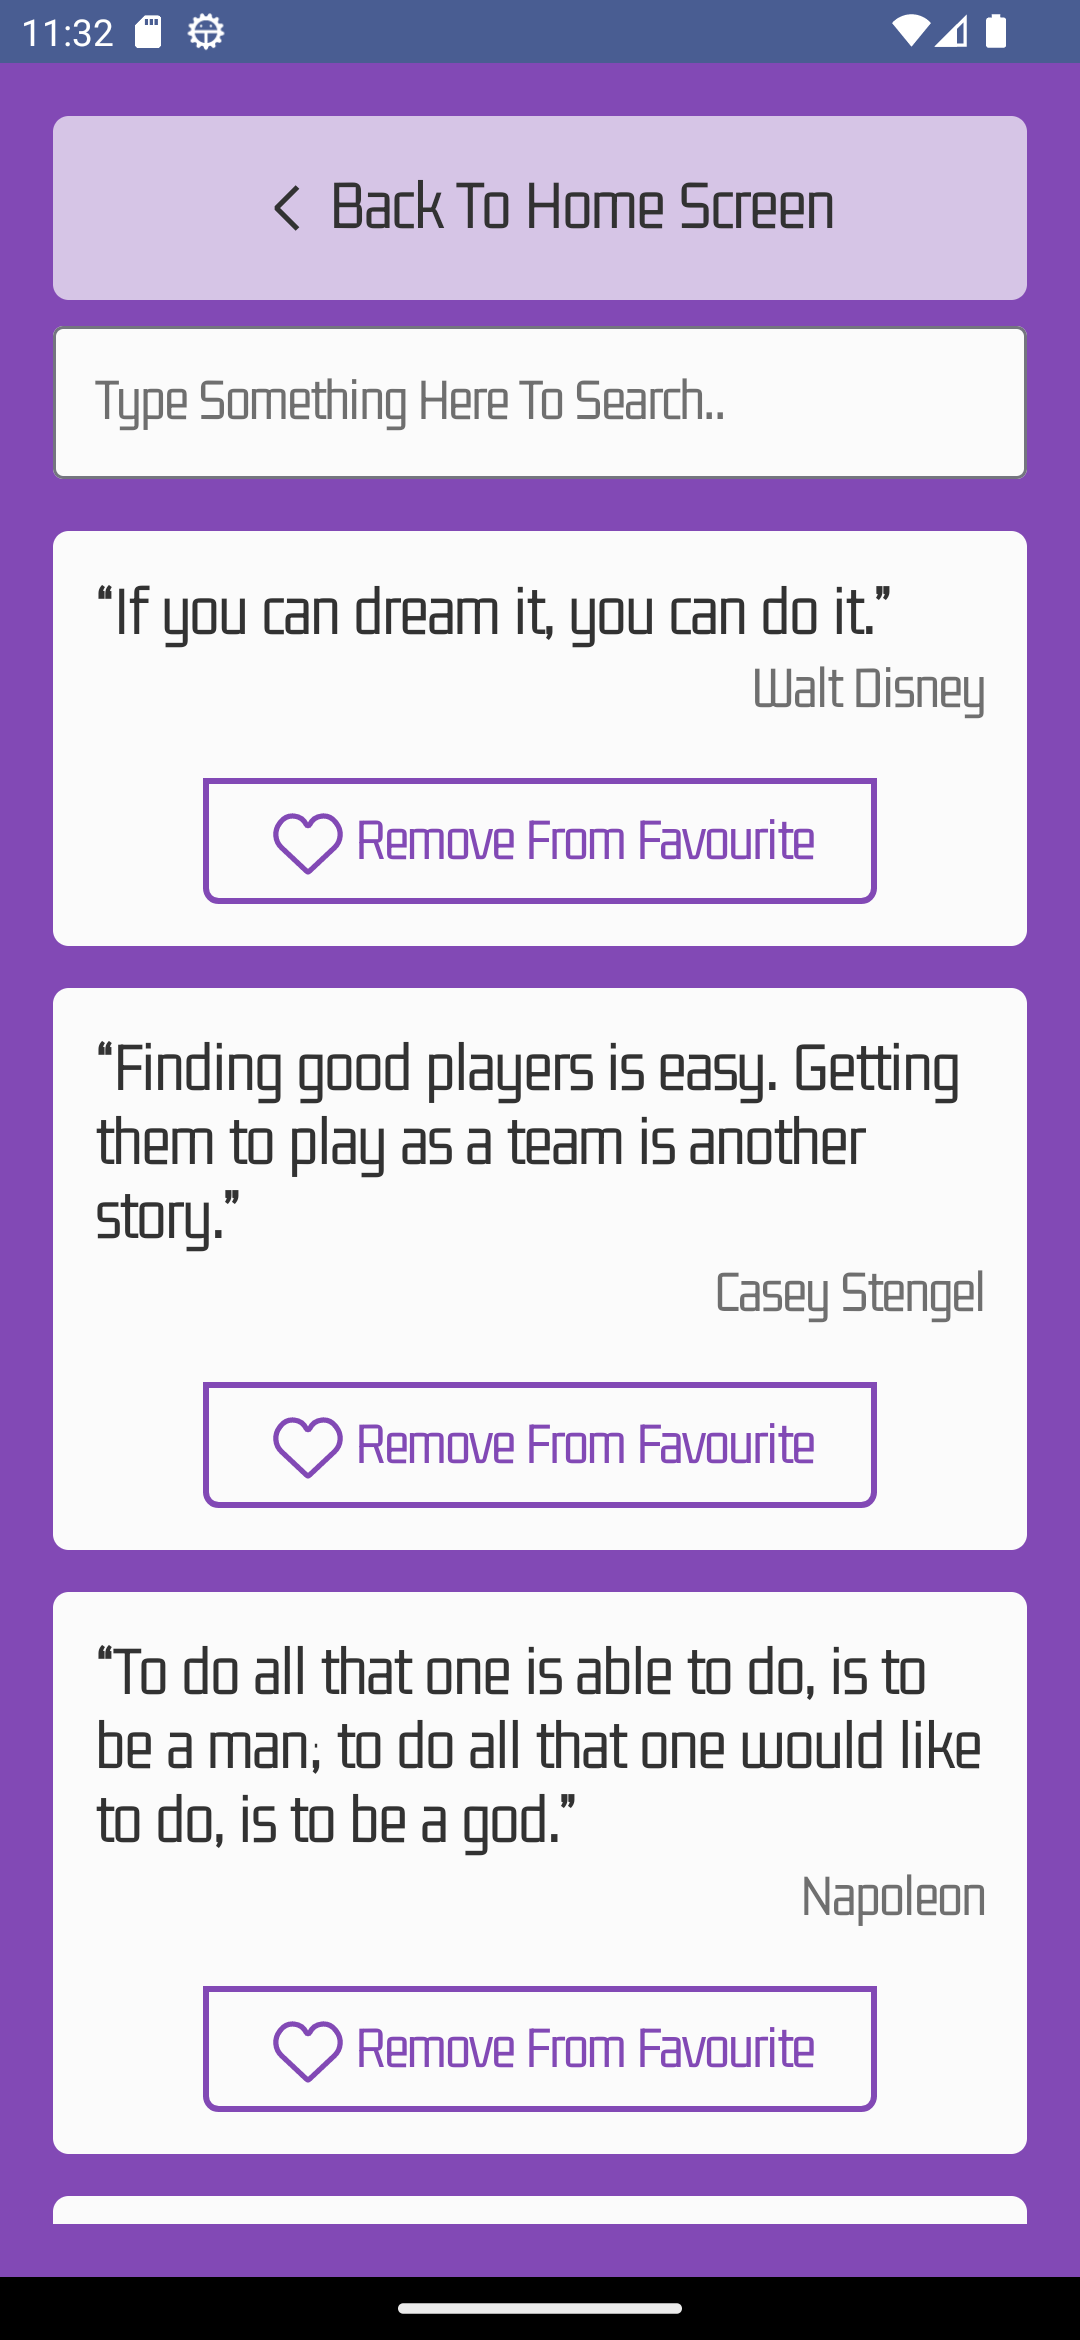 11:32
Back To Home Screen
Type Something Here To Search..
“If you can dream it, you can do it.”
Walt Disney
Remove From Favourite
“Finding good players is easy. Getting
them to play as a team is another
story.”
Casey Stengel
Remove From Favourite
“To do all that one is able to do, is to
be a man; to do all that one would like
to do, is to be a god.”
Napoleon
Remove From Favourite